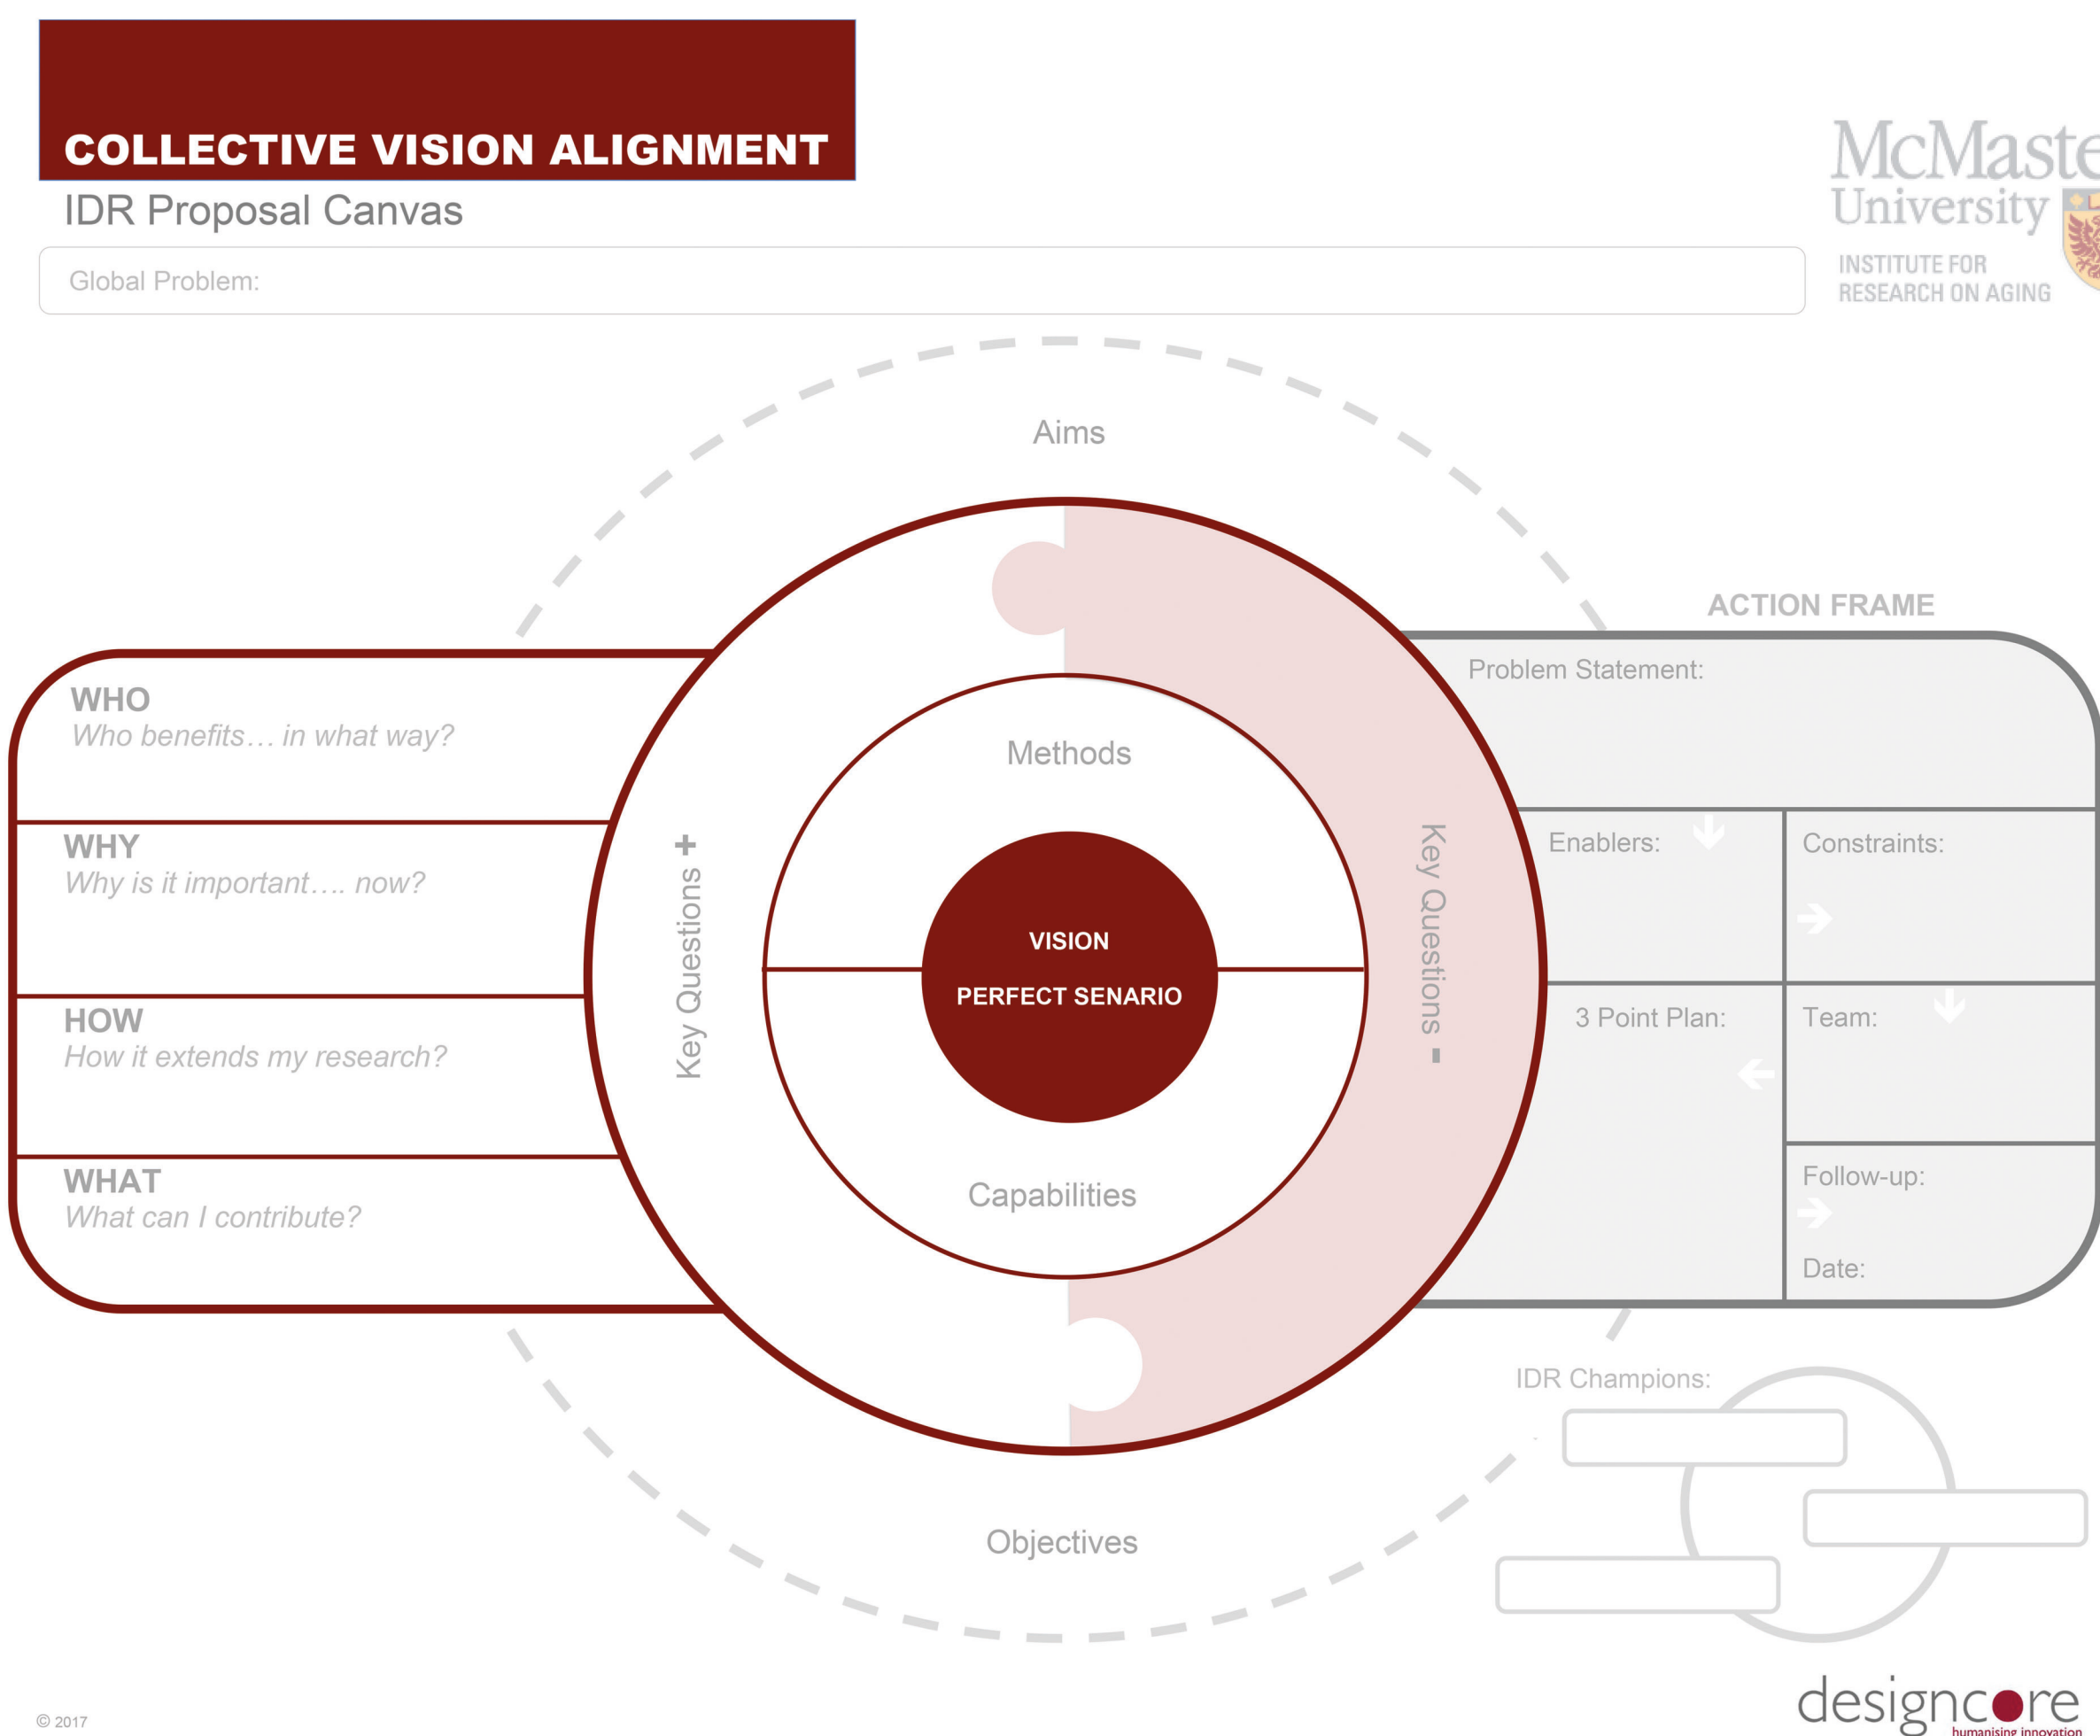 COLLECTIVE VISION ALIGNMENT
IDR Proposal Canvas
Global Problem:
McMaste
University
INSTITUTE FOR
RESEARCH ON AGING
Aims
ACTION FRAME
WHO
Who benefits... in what way?
WHY
Why is it important.... now?
HOW
How it extends my research?
WHAT
What can I contribute?
Key Questions +
Methods
VISION
PERFECT SENARIO
Capabilities
Key Questions -
Objectives
Problem Statement:
Enablers:
Constraints:
3 Point Plan:
Team:
Follow-up:
Date:
IDR Champions:
designcore
humanising innovation
© 2017